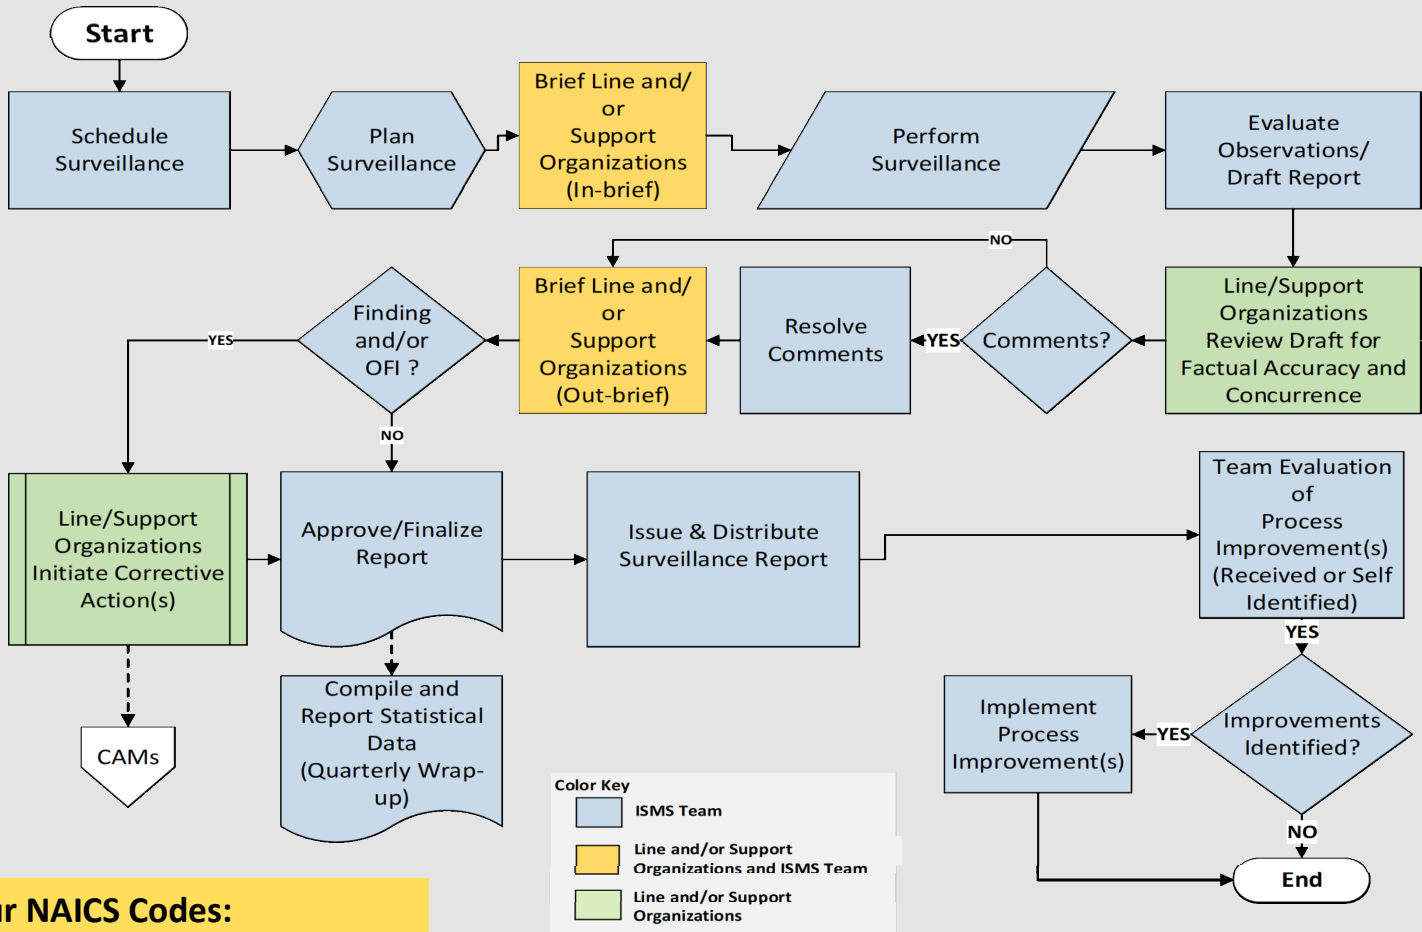 Start
Schedule
Surveillance
Plan
Surveillance
Brief Line and/
or
Support
Organizations
(In-brief)
Perform
Surveillance
Evaluate
Observations/
Draft Report
NO
Finding
and/or
OFI ?
Brief Line and/
or
Support
Organizations
(Out-brief)
Resolve
Comments
YES
Comments?
Line/Support
Organizations
Review Draft for
Factual Accuracy and
Concurrence
YES
NO
Line/Support
Organizations
Initiate Corrective
Action(s)
Approve/Finalize
Report
Issue & Distribute
Surveillance Report
Team Evaluation
of
Process
Improvement(s)
(Received or Self
Identified)
YES
CAMs
Compile and
Report Statistical
Data
(Quarterly Wrap-
up)
Implement
Process
Improvement(s)
YES
Improvements
Identified?
NO
End
Color Key
ISMS Team
Line and/or Support
Organizations and ISMS Team
Line and/or Support
Organizations
NAICS Codes: